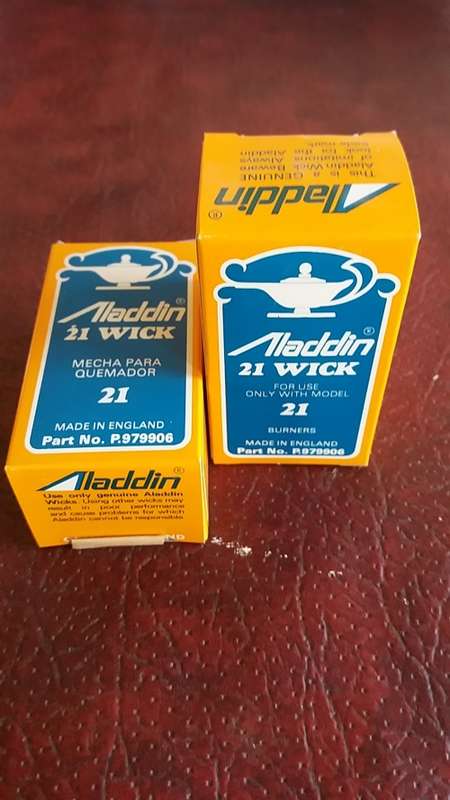 Aladdin®
21 WICK
MECHA PARA
QUEMADOR
21
MADE IN ENGLAND
Part No. P.979906
Aladdin®
Use only genuine Aladdin
Wicks. Using other wicks may
result in poor performance
and cause problems for which
Aladdin cannot be responsible
ND
This is a GENUINE
Aladdin Wick Beware
of imitations Always
look for the Aladdin
trade mark
Aladdin®
Aladdin®
21 WICK
FOR USE
ONLY WITH MODEL
21
BURNERS
MADE IN ENGLAND
Part No. P.979906